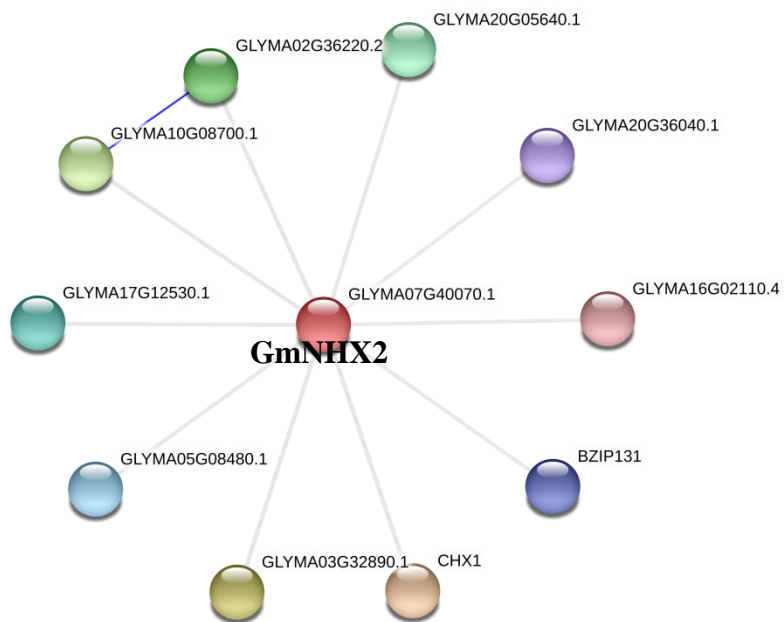 GLYMA20G05640.1
GLYMA02G36220.2
GLYMA10G08700.1
GLYMA20G36040.1
GLYMA17G12530.1
GLYMA07G40070.1
GLYMA16G02110.4
GmNHX2
GLYMA05G08480.1
BZIP131
GLYMA03G32890.1
CHX1